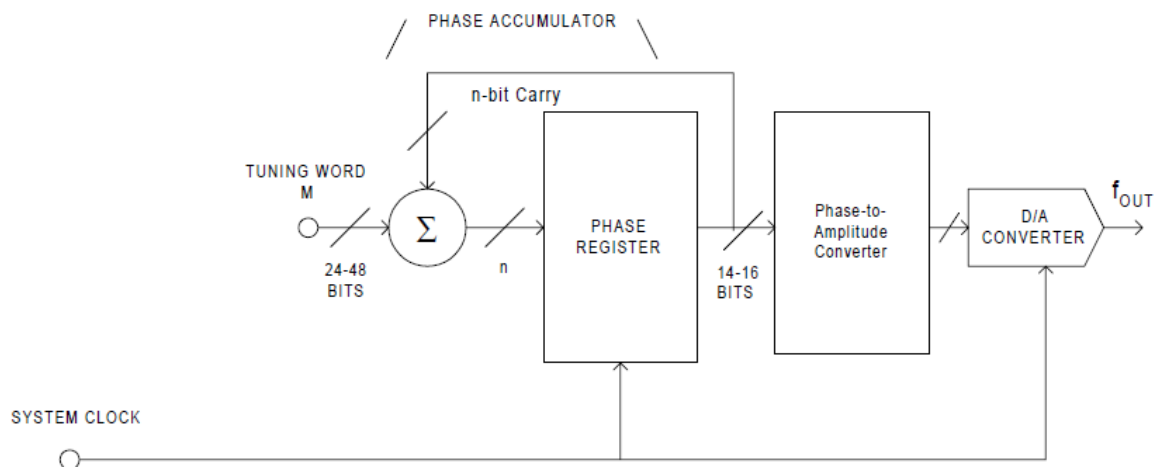 PHASE ACCUMULATOR
n-bit Carry
TUNING WORD
M
Σ
24-48
BITS
n
PHASE
REGISTER
14-16
BITS
Phase-to-
Amplitude
Converter
D/A
CONVERTER
fOUT
SYSTEM CLOCK